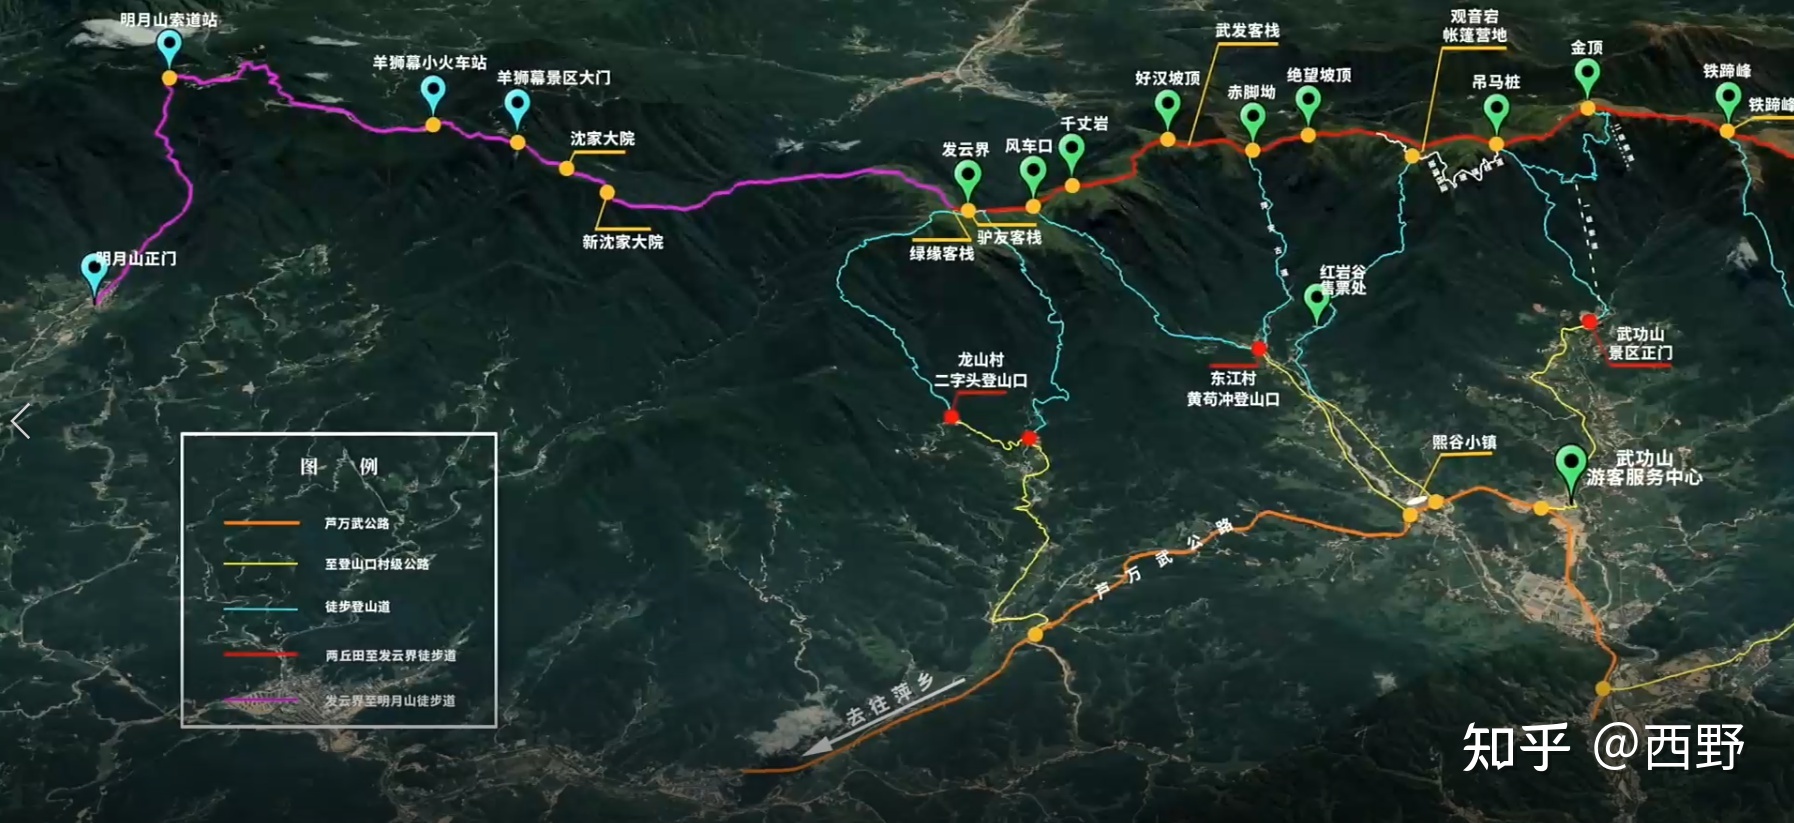 明月山索道站
羊狮幕小火车站
羊狮幕景区大门
沈家大院
新沈家大院
明月山正门
发云界
风车口
千丈岩
好汉坡顶
武发客栈
赤脚坳
绝望坡顶
观音宕
帐篷营地
吊马桩
金顶
铁蹄峰
铁蹄峰
绿缘客栈
驴友客栈
红岩谷
售票处
武功山
景区正门
龙山村
二字头登山口
东江村
黄苟冲登山口
熙谷小镇
武功山
游客服务中心
芦万武公路
去往萍乡
图 例
芦万武公路
至登山口村级公路
徒步登山道
两丘田至发云界徒步道
发云界至明月山徒步道
知乎 @西野